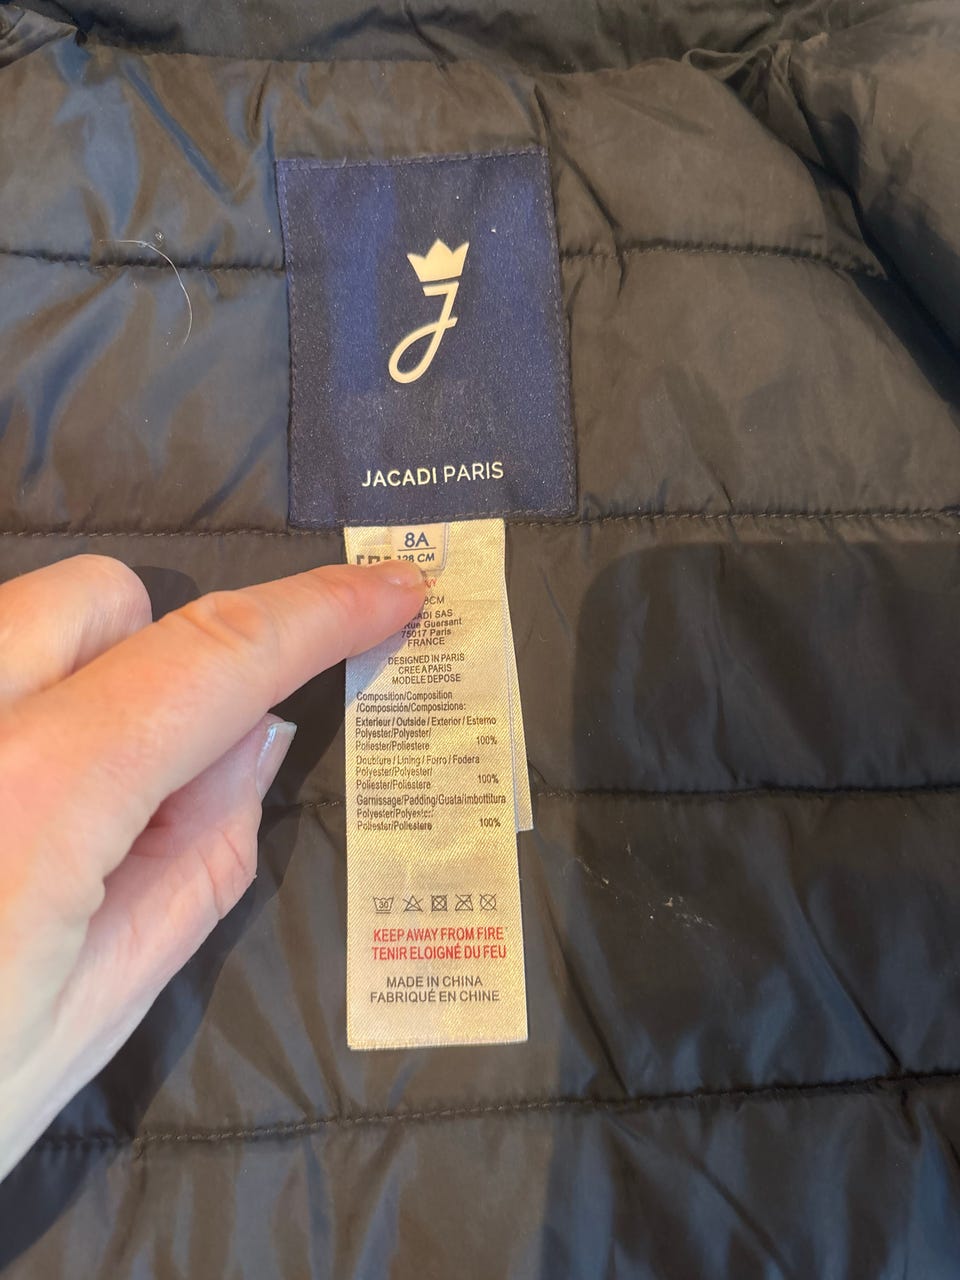 J
JACADI PARIS
8A
128 CM
SAS
Rue Guersant
75017 Paris
FRANCE
DESIGNED IN PARIS
CREE A PARIS
MODELE DEPOSE
Composition/Composition
/Composición/Composizione:
Exterieur / Outside / Exterior / Esterno
Polyester/Polyester/
Poliester/Poliestere 100%
Doublure / Lining / Forro / Fodera
Polyester/Polyester/
Poliester/Poliestere 100%
Garnissage/Padding/Guata/imbottitura
Polyester/Polyester/
Poliester/Poliestere 100%
30
KEEP AWAY FROM FIRE
TENIR ELOIGNÉ DU FEU
MADE IN CHINA
FABRIQUÉ EN CHINE